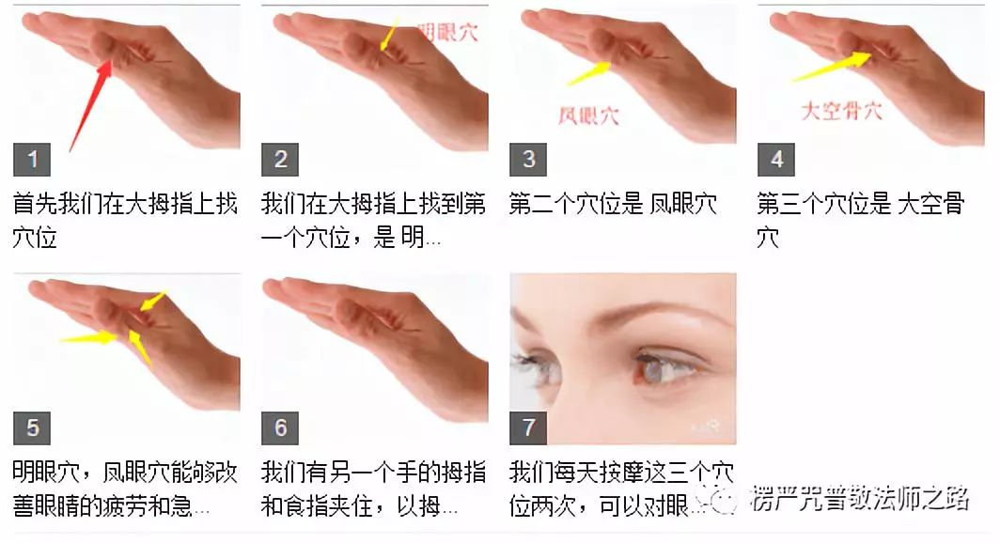 明眼穴
凤眼穴
大空骨穴
1
2
3
4
首先我们在大拇指上找
穴位
我们在大拇指上找到第
一个穴位，是 明...
第二个穴位是 凤眼穴
第三个穴位是 大空骨
穴
5
6
7
明眼穴，凤眼穴能够改
善眼睛的疲劳和急...
我们有另一个手的拇指
和食指夹住，以拇...
我们每天按摩这三个穴
位两次，可以对眼...
楞严咒普敬法师之路